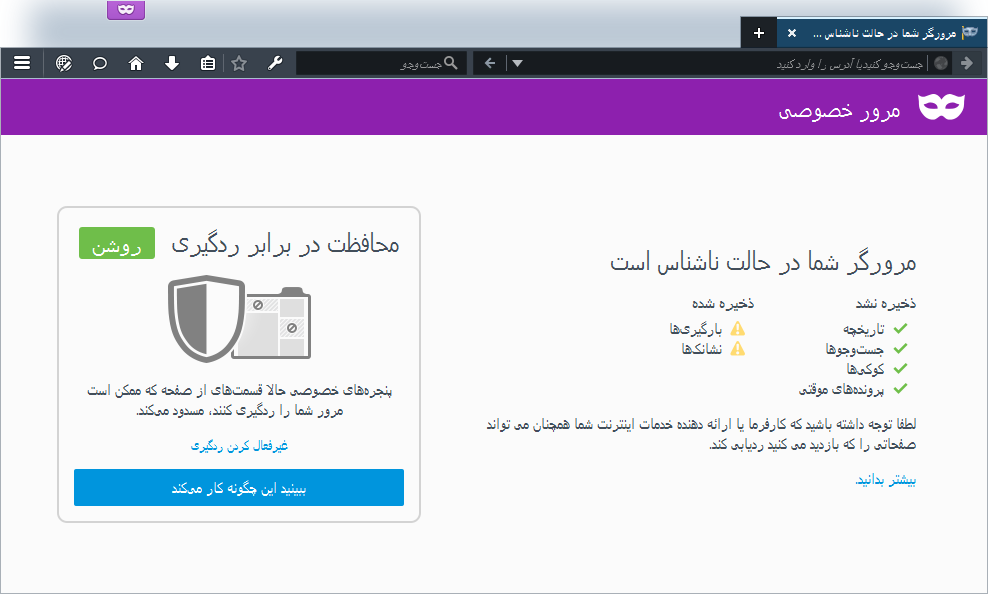 مرورگر شما در حالت ناشناس ...
جست‌وجو کنیدیا آدرس را وارد کنید
جست‌وجو
مرور خصوصی
مرورگر شما در حالت ناشناس است
ذخیره نشد
تاریخچه
جست‌وجوها
کوکی‌ها
پرونده‌های موقتی
ذخیره شده
بارگیری‌ها
نشانک‌ها
لطفا توجه داشته باشید که کارفرما یا ارائه دهنده خدمات اینترنت شما همچنان می تواند
صفحاتی را که بازدید می کنید ردیابی کند.
بیشتر بدانید.
محافظت در برابر ردگیری روشن
پنجره‌های خصوصی حالا قسمت‌های از صفحه که ممکن است
مرور شما را ردگیری کنند، مسدود می‌کند.
غیرفعال کردن ردگیری
ببینید این چگونه کار می‌کند